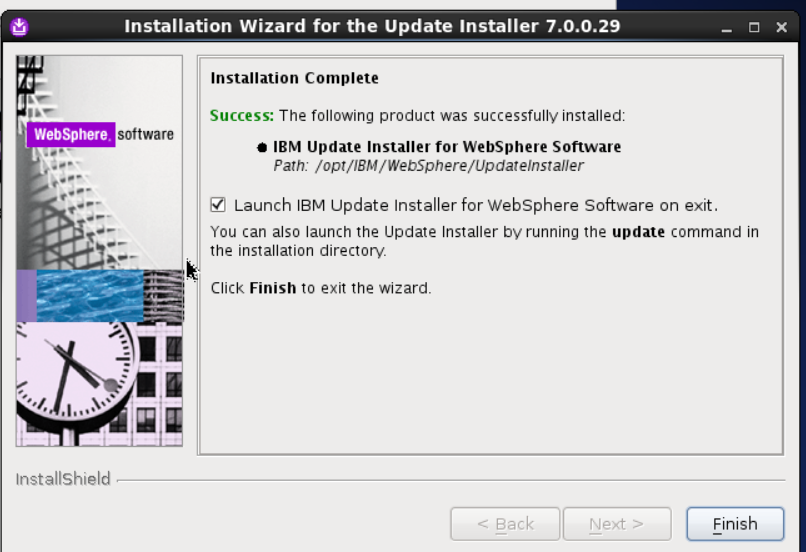 Installation Wizard for the Update Installer 7.0.0.29
WebSphere. software
Installation Complete
Success: The following product was successfully installed:
● IBM Update Installer for WebSphere Software
Path: /opt/IBM/WebSphere/UpdateInstaller
Launch IBM Update Installer for WebSphere Software on exit.
You can also launch the Update Installer by running the update command in
the installation directory.
Click Finish to exit the wizard.
InstallShield
< Back
Next >
Finish